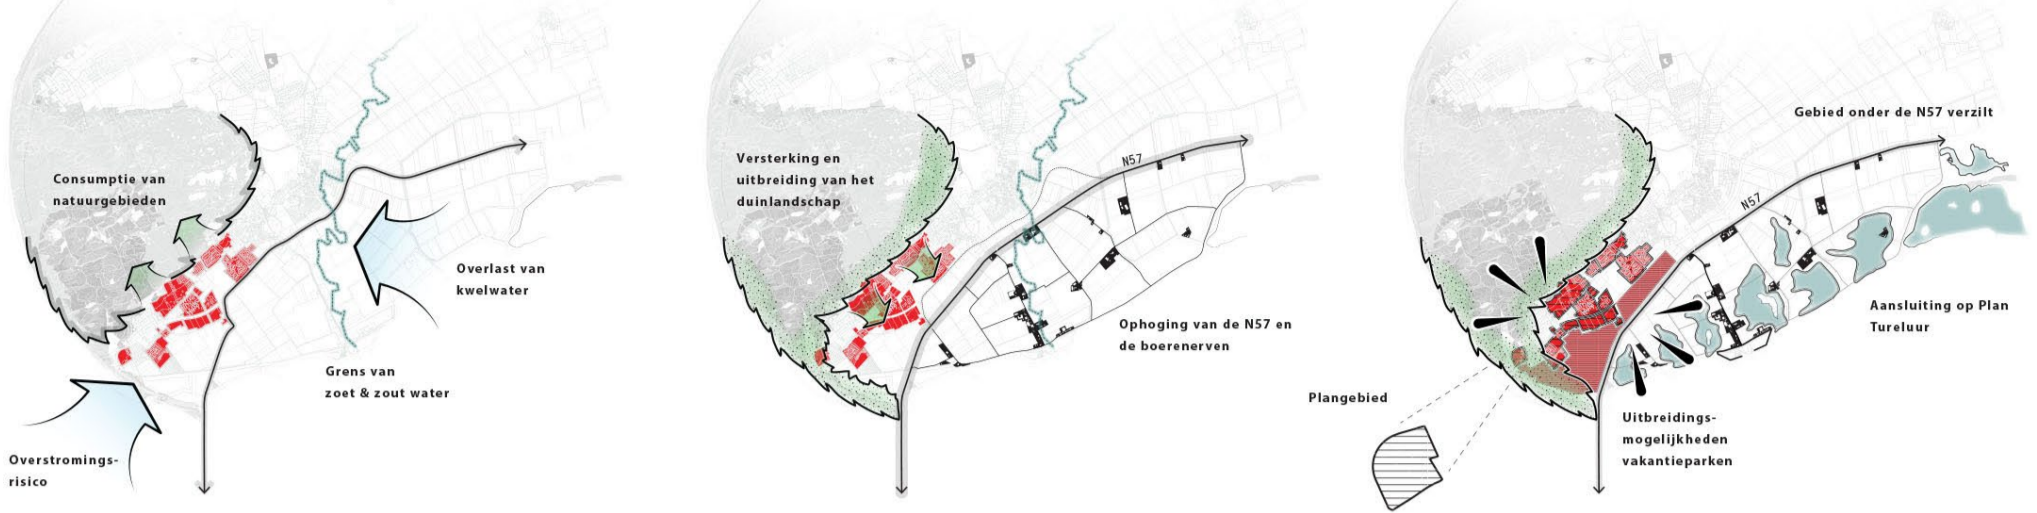 Consumptie van
natuurgebieden
Overlast van
kwelwater
Grens van
zoet & zout water
Overstromings-
risico
Versterking en
uitbreiding van het
duinlandschap
N57
Ophoging van de N57 en
de boerenerven
Gebied onder de N57 verzilt
N57
Aansluiting op Plan
Tureluur
Plangebied
Uitbreidings-
mogelijkheden
vakantieparken